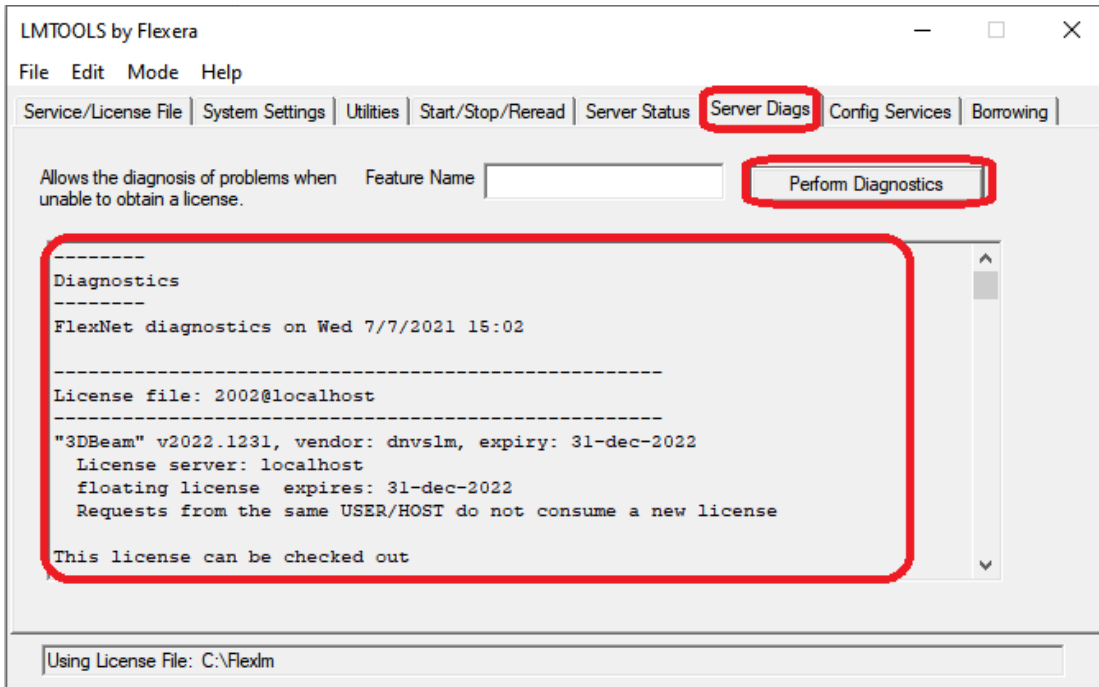 LMTOOLS by Flexera
File Edit Mode Help
Service/License File System Settings Utilities Start/Stop/Reread Server Status Server Diags Config Services Borrowing
Allows the diagnosis of problems when
unable to obtain a license.
Feature Name
Perform Diagnostics
--------
Diagnostics
--------
FlexNet diagnostics on Wed 7/7/2021 15:02
-----------------------------------------------------
License file: 2002@localhost
-----------------------------------------------------
"3DBeam" v2022.1231, vendor: dnvslm, expiry: 31-dec-2022
License server: localhost
floating license expires: 31-dec-2022
Requests from the same USER/HOST do not consume a new license
This license can be checked out
Using License File: C:\Flexlm